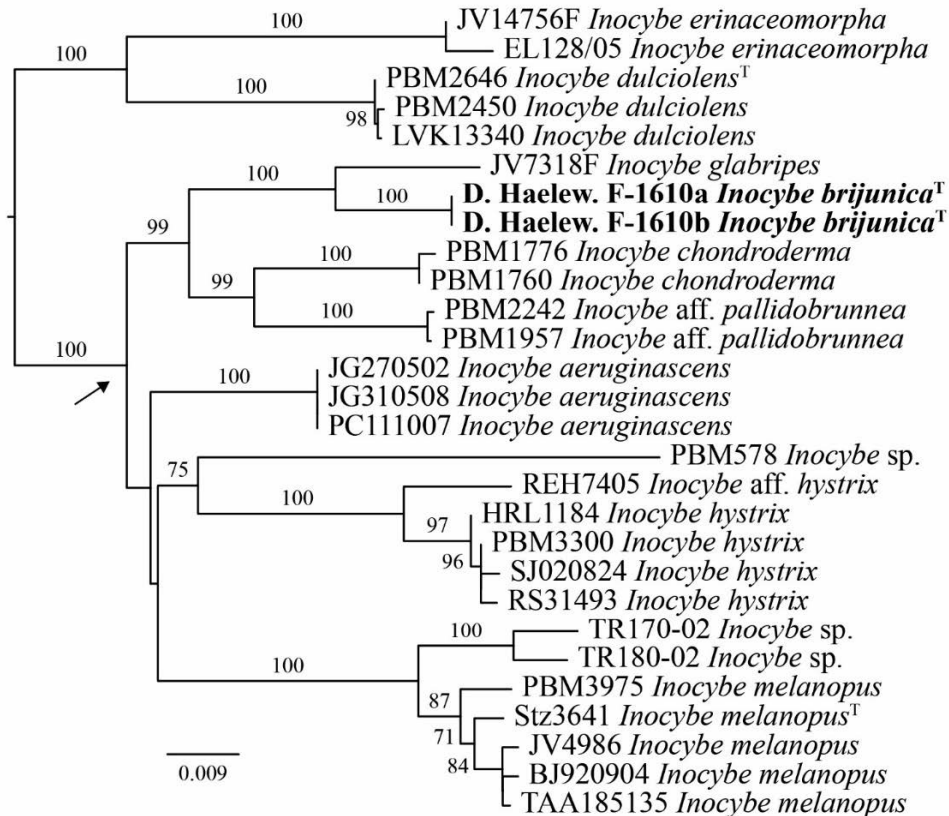 100
JV14756F Inocybe erinaceomorpha
EL128/05 Inocybe erinaceomorpha
100
PBM2646 Inocybe dulciolensᵀ
98
PBM2450 Inocybe dulciolens
LVK13340 Inocybe dulciolens
100
JV7318F Inocybe glabripes
100
D. Haelew. F-1610a Inocybe brijunicaᵀ
D. Haelew. F-1610b Inocybe brijunicaᵀ
99
100
PBM1776 Inocybe chondroderma
PBM1760 Inocybe chondroderma
99
100
PBM2242 Inocybe aff. pallidobrunnea
PBM1957 Inocybe aff. pallidobrunnea
100
100
JG270502 Inocybe aeruginascens
JG310508 Inocybe aeruginascens
PC111007 Inocybe aeruginascens
75
PBM578 Inocybe sp.
100
REH7405 Inocybe aff. hystrix
97
HRL1184 Inocybe hystrix
96
PBM3300 Inocybe hystrix
SJ020824 Inocybe hystrix
RS31493 Inocybe hystrix
100
100
TR170-02 Inocybe sp.
TR180-02 Inocybe sp.
87
PBM3975 Inocybe melanopus
71
Stz3641 Inocybe melanopusᵀ
84
JV4986 Inocybe melanopus
BJ920904 Inocybe melanopus
TAA185135 Inocybe melanopus
0.009